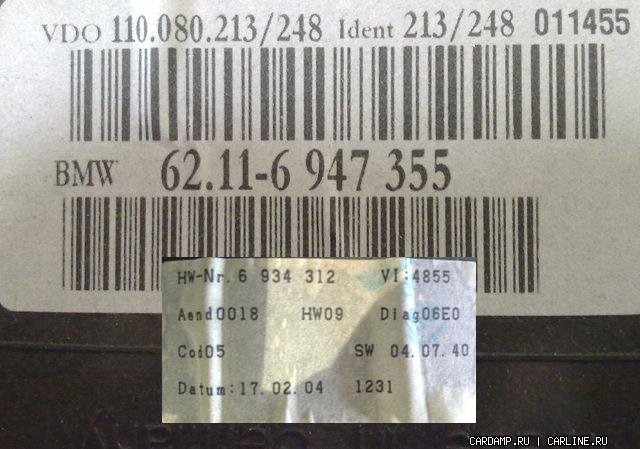 VDO 110.080.213/248 Ident 213/248 011455
BMW 62.11-6 947 355
HW-Nr. 6 934 312 VI:4855
Aend0018 HW09 Diag06E0
Cod05 SW 04.07.40
Datum:17.02.04 1231
CARDAMP.RU | CARLINE.RU